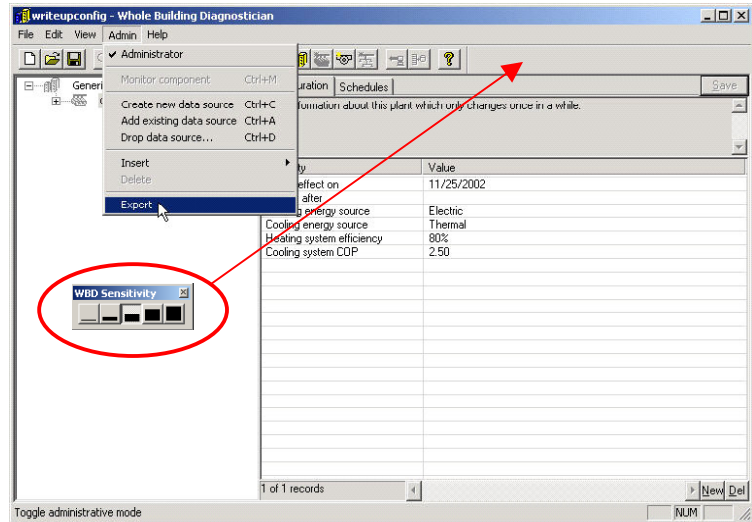 writeupconfig - Whole Building Diagnostician
File Edit View Admin Help
Administrator
Monitor component Ctrl+M
Create new data source Ctrl+C
Add existing data source Ctrl+A
Drop data source... Ctrl+D
Insert
Delete
Export
Generi
uration Schedules
Save
formation about this plant which only changes once in a while.
ty Value
effect on 11/25/2002
after
g energy source Electric
Cooling energy source Thermal
Heating system efficiency 80%
Cooling system COP 2.50
WBD Sensitivity
1 of 1 records
New Del
Toggle administrative mode NUM